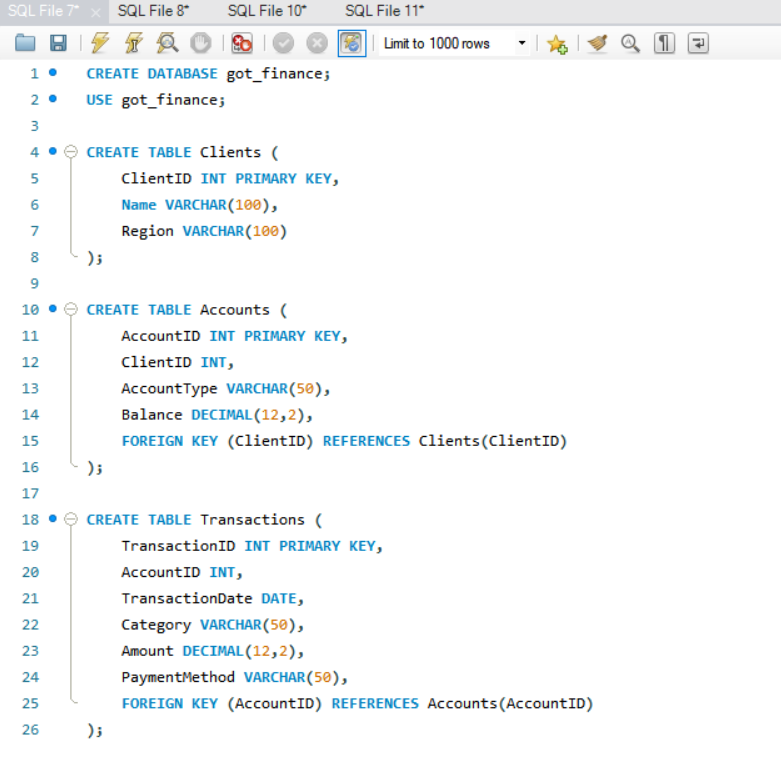 SQL File 7* SQL File 8* SQL File 10* SQL File 11*
Limit to 1000 rows
1 CREATE DATABASE got_finance;
2 USE got_finance;
3
4 CREATE TABLE Clients (
5 ClientID INT PRIMARY KEY,
6 Name VARCHAR(100),
7 Region VARCHAR(100)
8 );
9
10 CREATE TABLE Accounts (
11 AccountID INT PRIMARY KEY,
12 ClientID INT,
13 AccountType VARCHAR(50),
14 Balance DECIMAL(12,2),
15 FOREIGN KEY (ClientID) REFERENCES Clients(ClientID)
16 );
17
18 CREATE TABLE Transactions (
19 TransactionID INT PRIMARY KEY,
20 AccountID INT,
21 TransactionDate DATE,
22 Category VARCHAR(50),
23 Amount DECIMAL(12,2),
24 PaymentMethod VARCHAR(50),
25 FOREIGN KEY (AccountID) REFERENCES Accounts(AccountID)
26 );